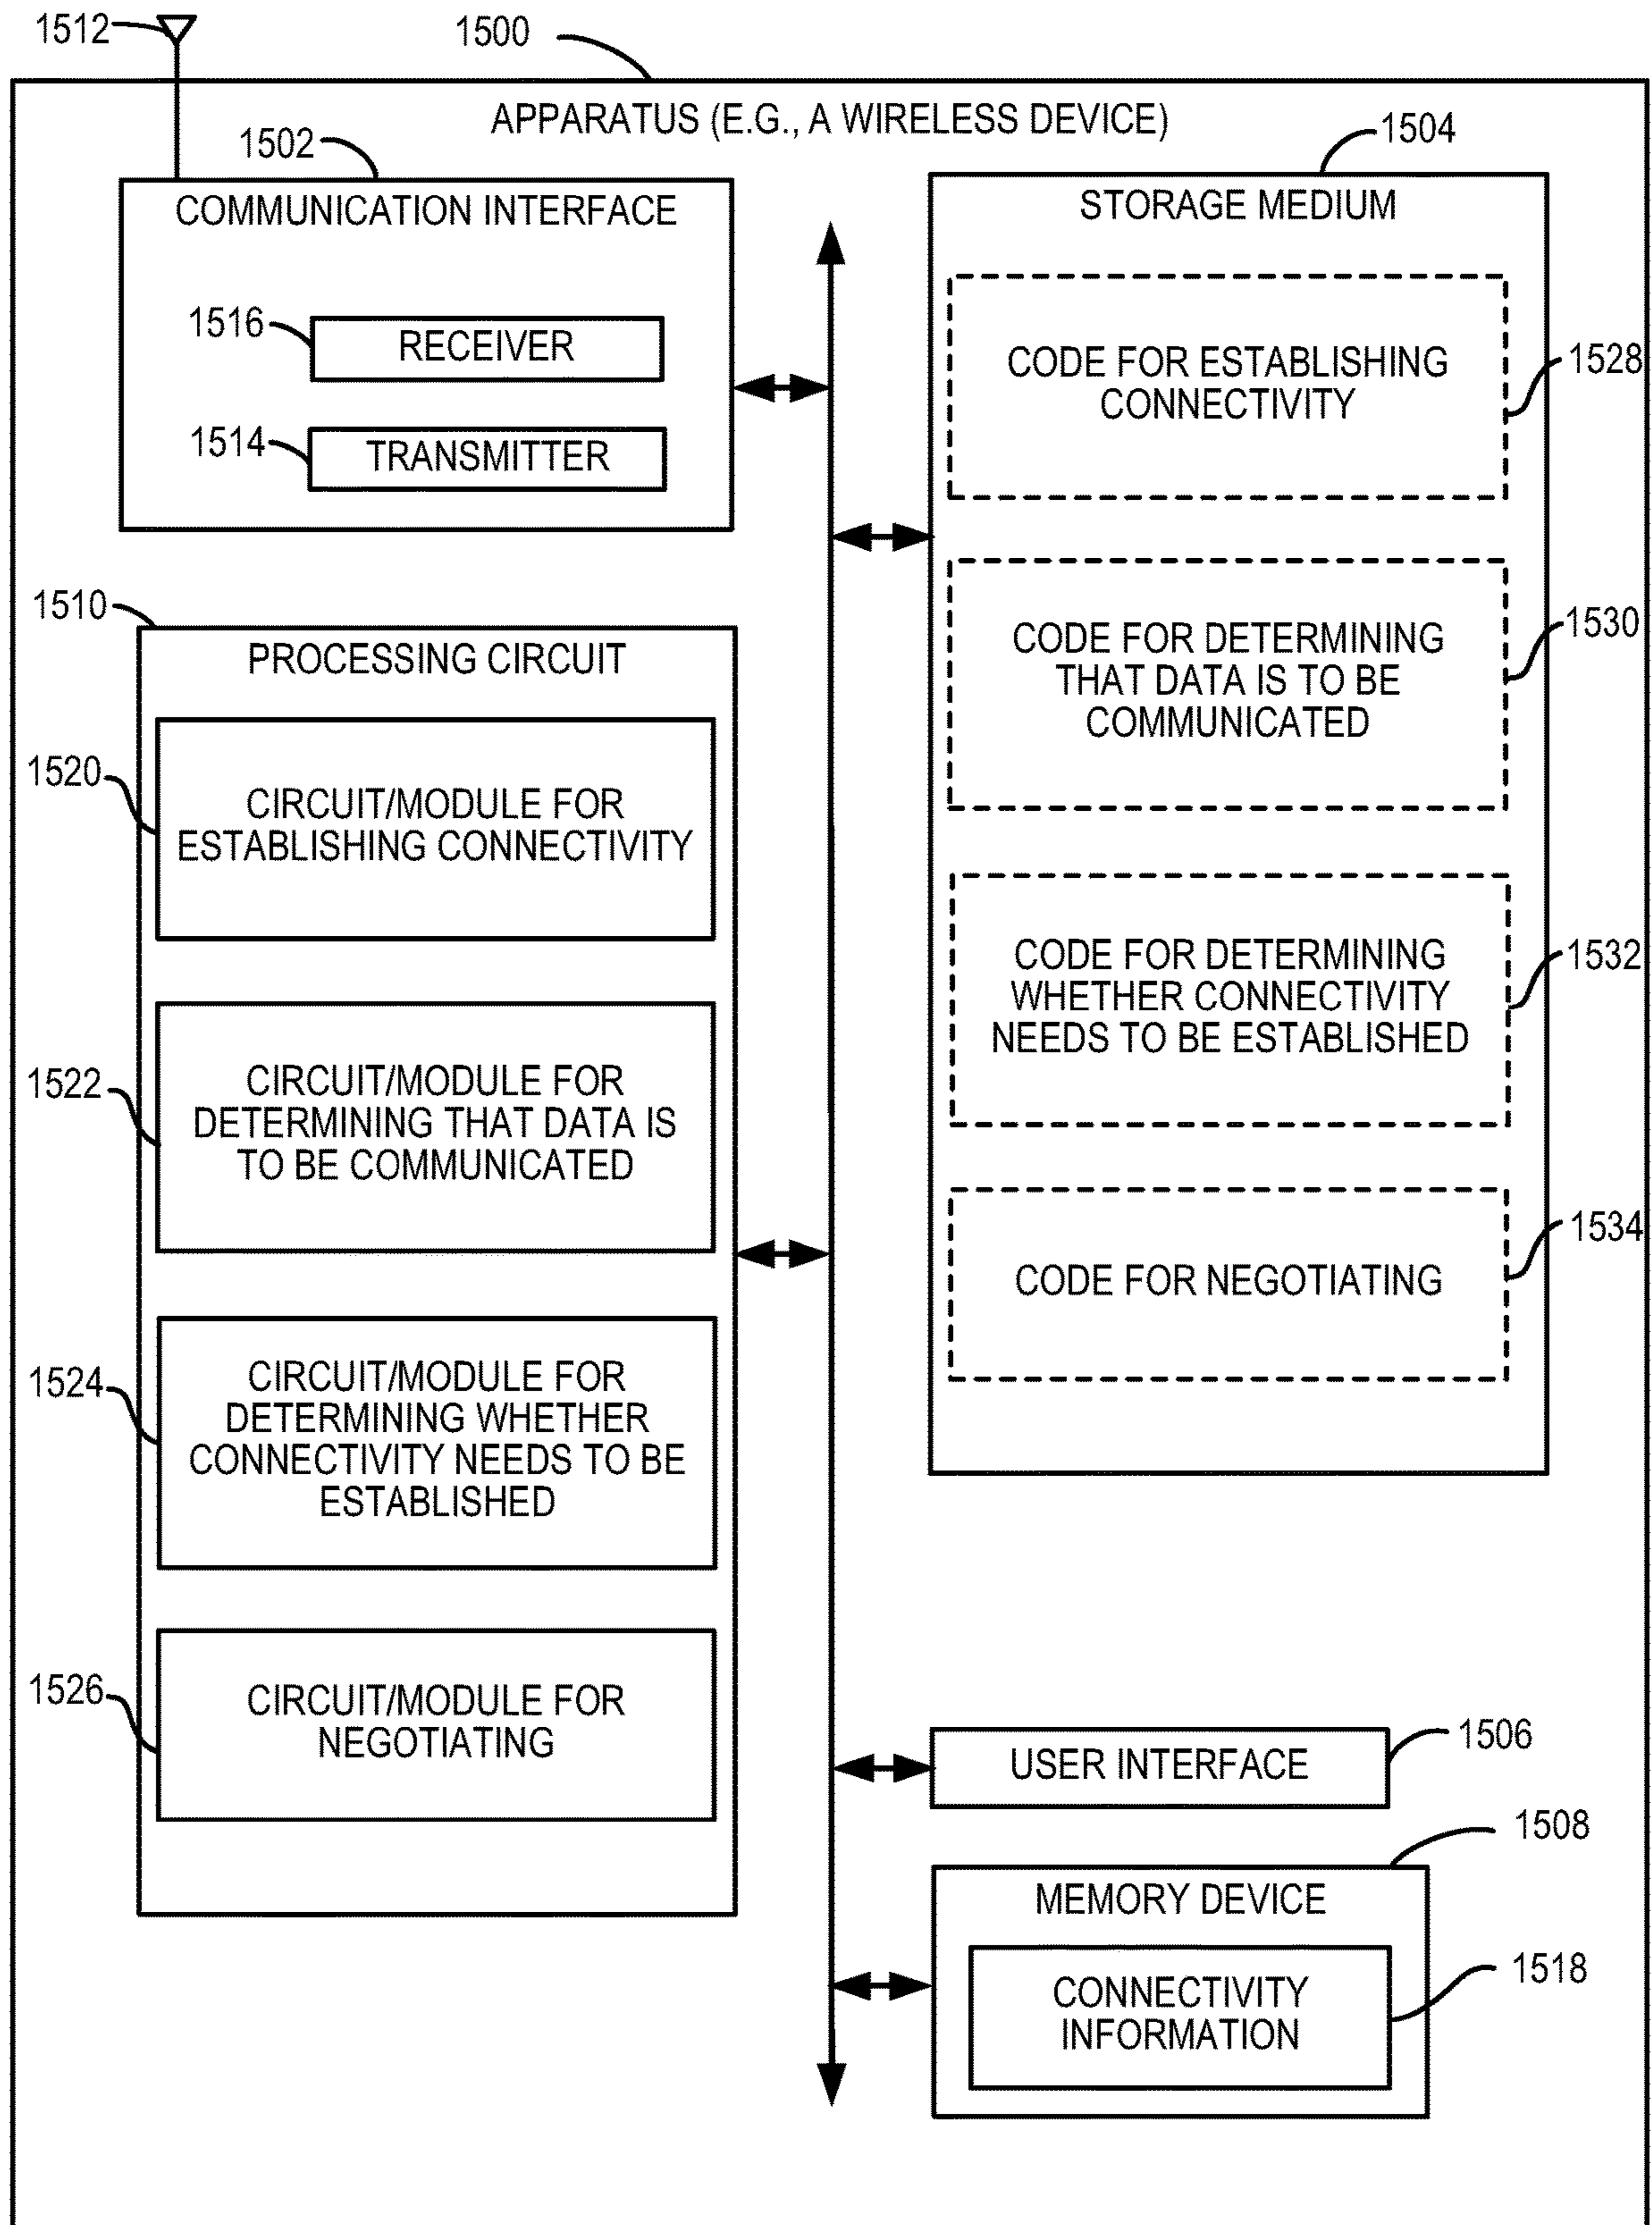 1512
1500
APPARATUS (E.G., A WIRELESS DEVICE)
1502
COMMUNICATION INTERFACE
1516
RECEIVER
1514
TRANSMITTER
1504
STORAGE MEDIUM
CODE FOR ESTABLISHING
CONNECTIVITY
1528
CODE FOR DETERMINING
THAT DATA IS TO BE
COMMUNICATED
1530
CODE FOR DETERMINING
WHETHER CONNECTIVITY
NEEDS TO BE ESTABLISHED
1532
CODE FOR NEGOTIATING
1534
1510
PROCESSING CIRCUIT
1520
CIRCUIT/MODULE FOR
ESTABLISHING CONNECTIVITY
1522
CIRCUIT/MODULE FOR
DETERMINING THAT DATA IS
TO BE COMMUNICATED
1524
CIRCUIT/MODULE FOR
DETERMINING WHETHER
CONNECTIVITY NEEDS TO BE
ESTABLISHED
1526
CIRCUIT/MODULE FOR
NEGOTIATING
1506
USER INTERFACE
1508
MEMORY DEVICE
CONNECTIVITY
INFORMATION
1518